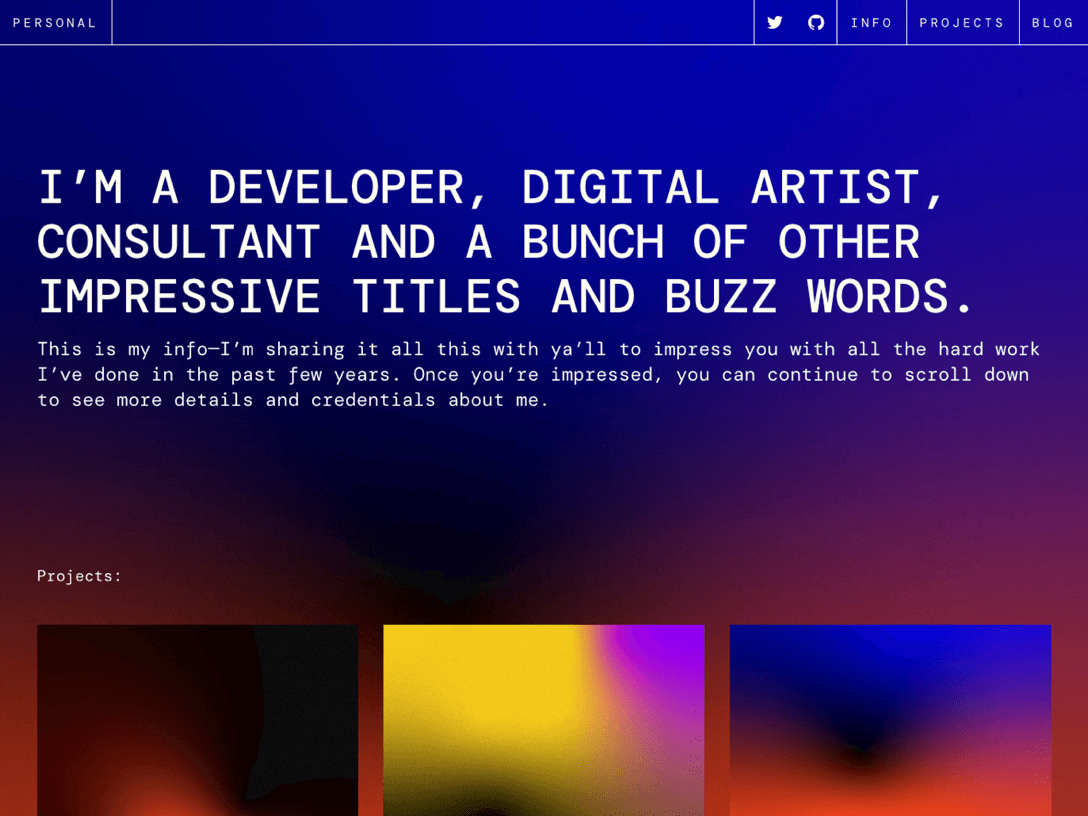 PERSONAL
INFO
PROJECTS
BLOG
I’M A DEVELOPER, DIGITAL ARTIST,
CONSULTANT AND A BUNCH OF OTHER
IMPRESSIVE TITLES AND BUZZ WORDS.
This is my info—I’m sharing it all this with ya’ll to impress you with all the hard work
I’ve done in the past few years. Once you’re impressed, you can continue to scroll down
to see more details and credentials about me.
Projects: